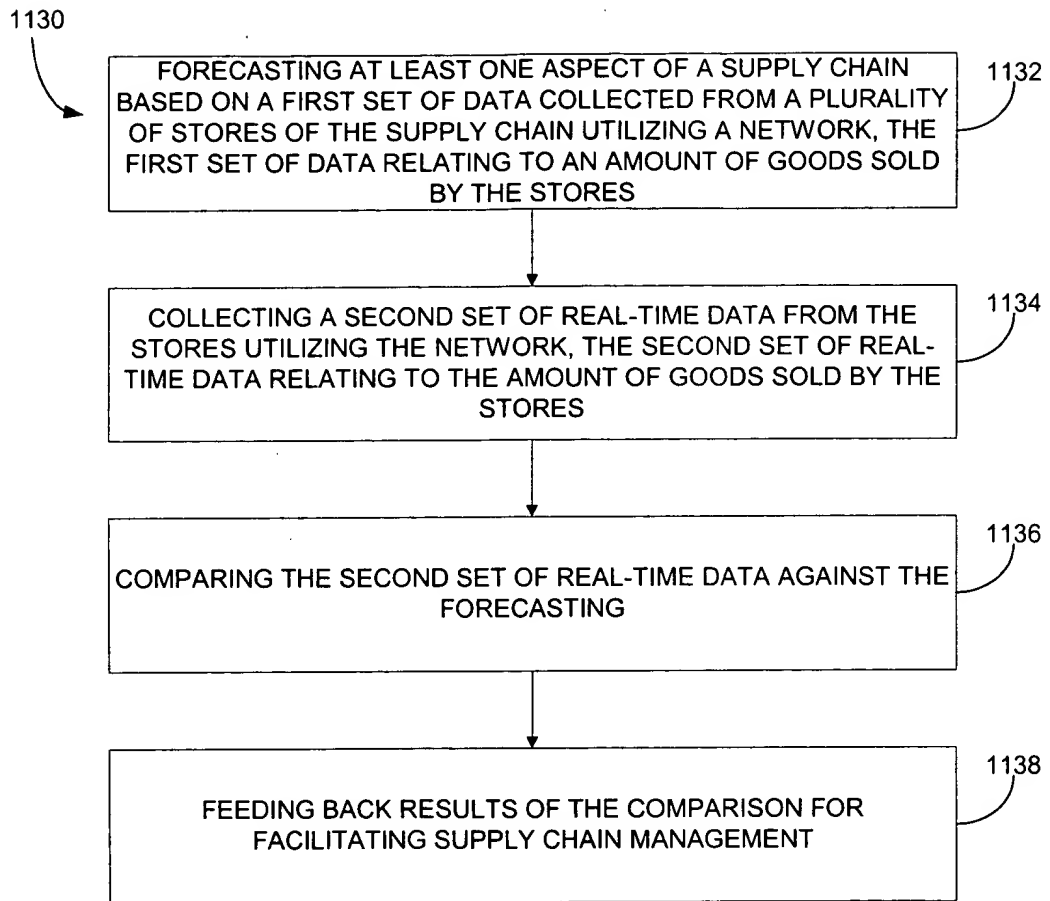 1130
FORECASTING AT LEAST ONE ASPECT OF A SUPPLY CHAIN
BASED ON A FIRST SET OF DATA COLLECTED FROM A PLURALITY
OF STORES OF THE SUPPLY CHAIN UTILIZING A NETWORK, THE
FIRST SET OF DATA RELATING TO AN AMOUNT OF GOODS SOLD
BY THE STORES
1132
COLLECTING A SECOND SET OF REAL-TIME DATA FROM THE
STORES UTILIZING THE NETWORK, THE SECOND SET OF REAL-
TIME DATA RELATING TO THE AMOUNT OF GOODS SOLD BY THE
STORES
1134
COMPARING THE SECOND SET OF REAL-TIME DATA AGAINST THE
FORECASTING
1136
FEEDING BACK RESULTS OF THE COMPARISON FOR
FACILITATING SUPPLY CHAIN MANAGEMENT
1138